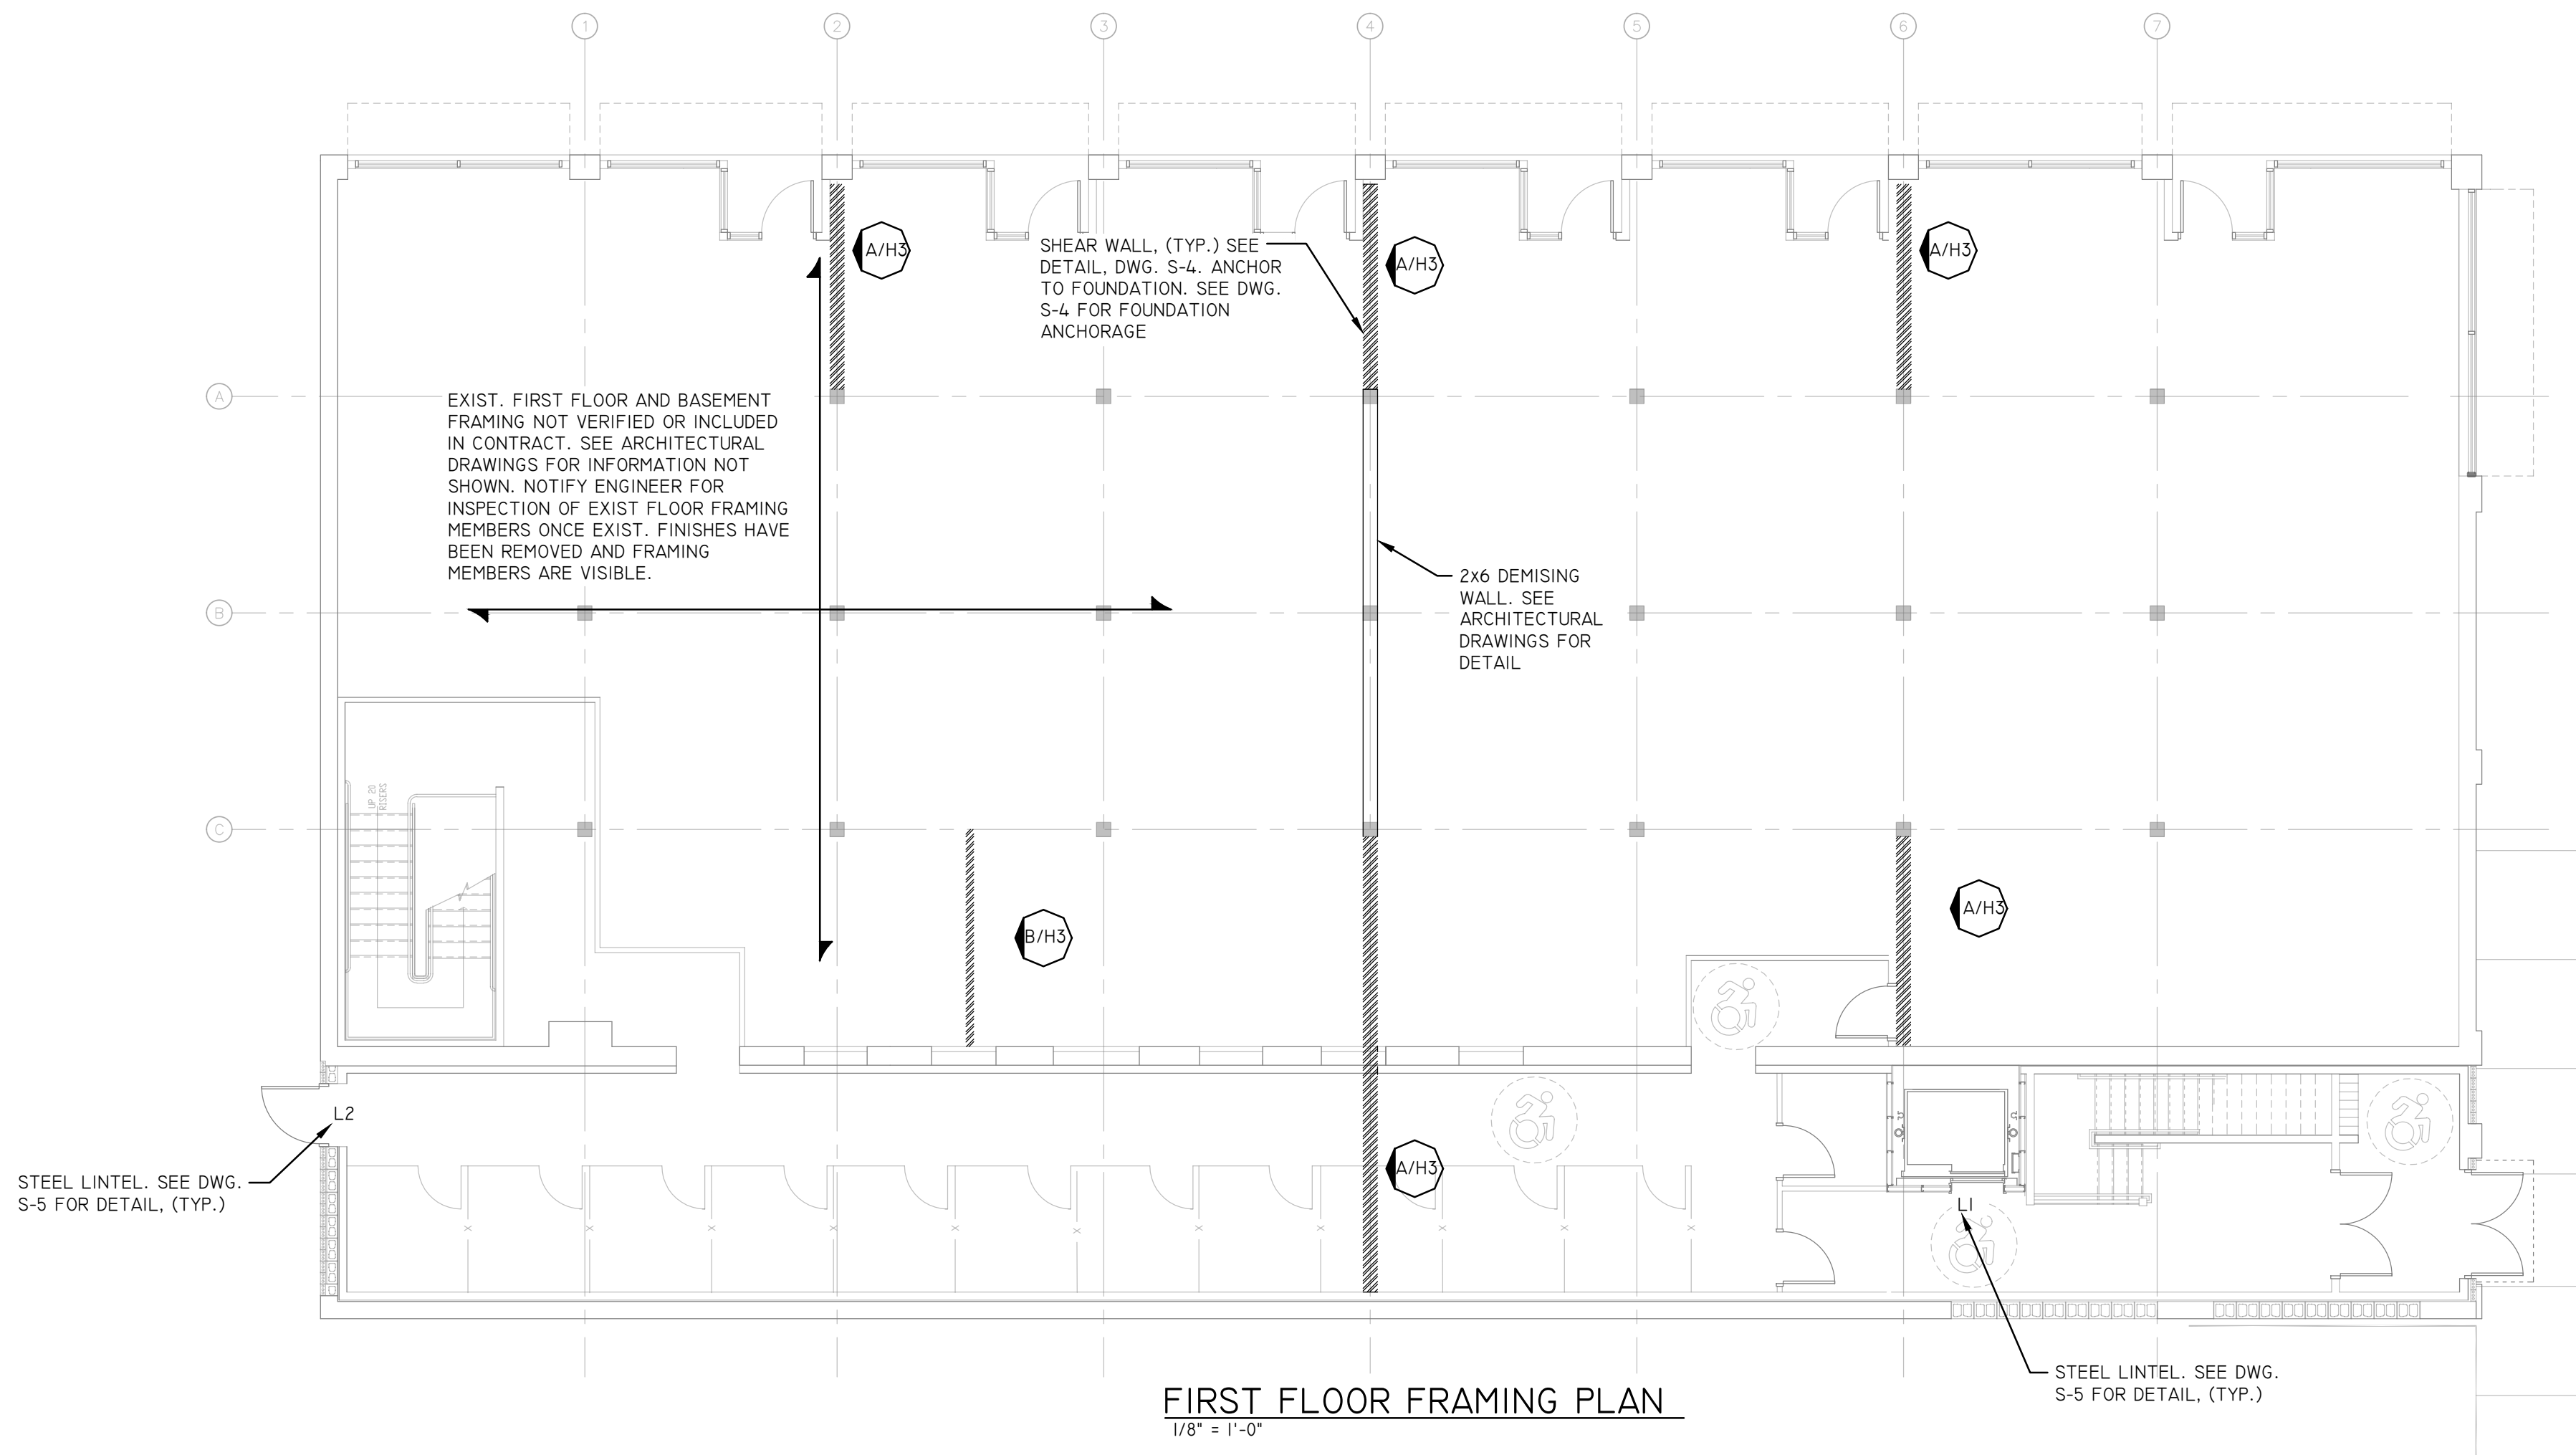 1
2
3
4
5
6
7
A/H3
A/H3
A/H3
SHEAR WALL, (TYP.) SEE
DETAIL, DWG. S-4. ANCHOR
TO FOUNDATION. SEE DWG.
S-4 FOR FOUNDATION
ANCHORAGE
A
EXIST. FIRST FLOOR AND BASEMENT
FRAMING NOT VERIFIED OR INCLUDED
IN CONTRACT. SEE ARCHITECTURAL
DRAWINGS FOR INFORMATION NOT
SHOWN. NOTIFY ENGINEER FOR
INSPECTION OF EXIST FLOOR FRAMING
MEMBERS ONCE EXIST. FINISHES HAVE
BEEN REMOVED AND FRAMING
MEMBERS ARE VISIBLE.
2x6 DEMISING
WALL. SEE
ARCHITECTURAL
DRAWINGS FOR
DETAIL
B
UP 20
RISERS
C
B/H3
A/H3
L2
STEEL LINTEL. SEE DWG.
S-5 FOR DETAIL, (TYP.)
A/H3
X
X
X
X
X
X
X
X
X
X
X
L1
STEEL LINTEL. SEE DWG.
S-5 FOR DETAIL, (TYP.)
FIRST FLOOR FRAMING PLAN
1/8" = 1'-0"